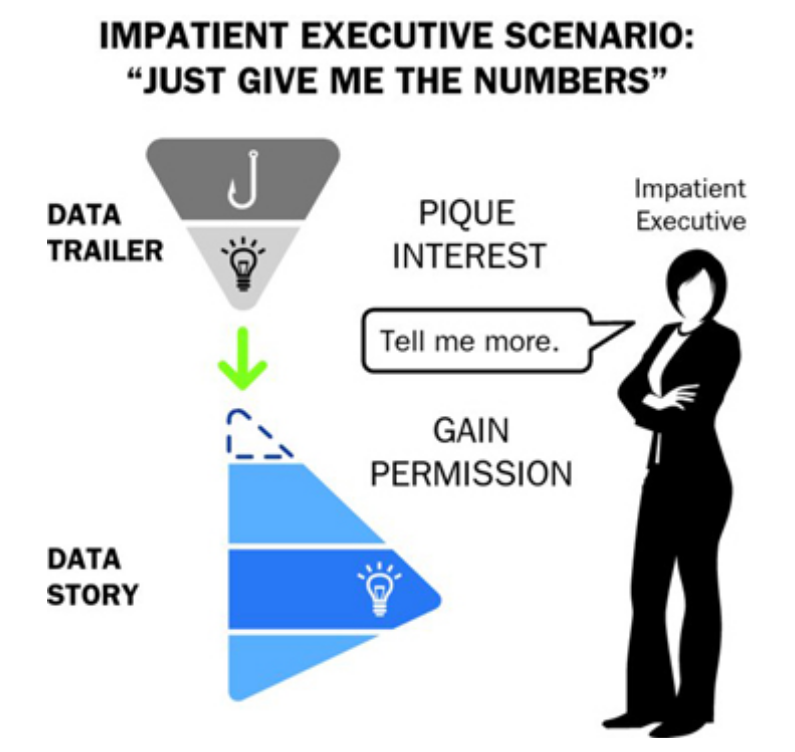 IMPATIENT EXECUTIVE SCENARIO:
“JUST GIVE ME THE NUMBERS”
DATA
TRAILER
PIQUE
INTEREST
Impatient
Executive
Tell me more.
GAIN
PERMISSION
DATA
STORY